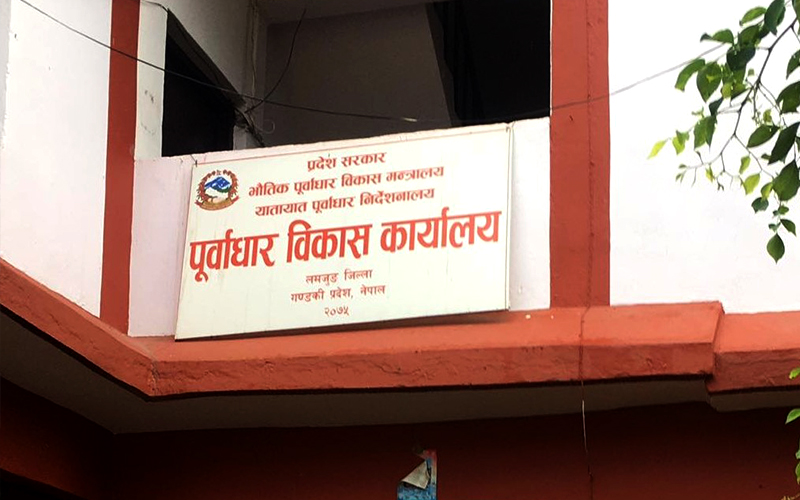 प्रदेश सरकार
भौतिक पूर्वाधार विकास मन्त्रालय
यातायात पूर्वाधार निर्देशनालय
पूर्वाधार विकास कार्यालय
लमजुङ जिल्ला
गण्डकी प्रदेश, नेपाल
२०७५